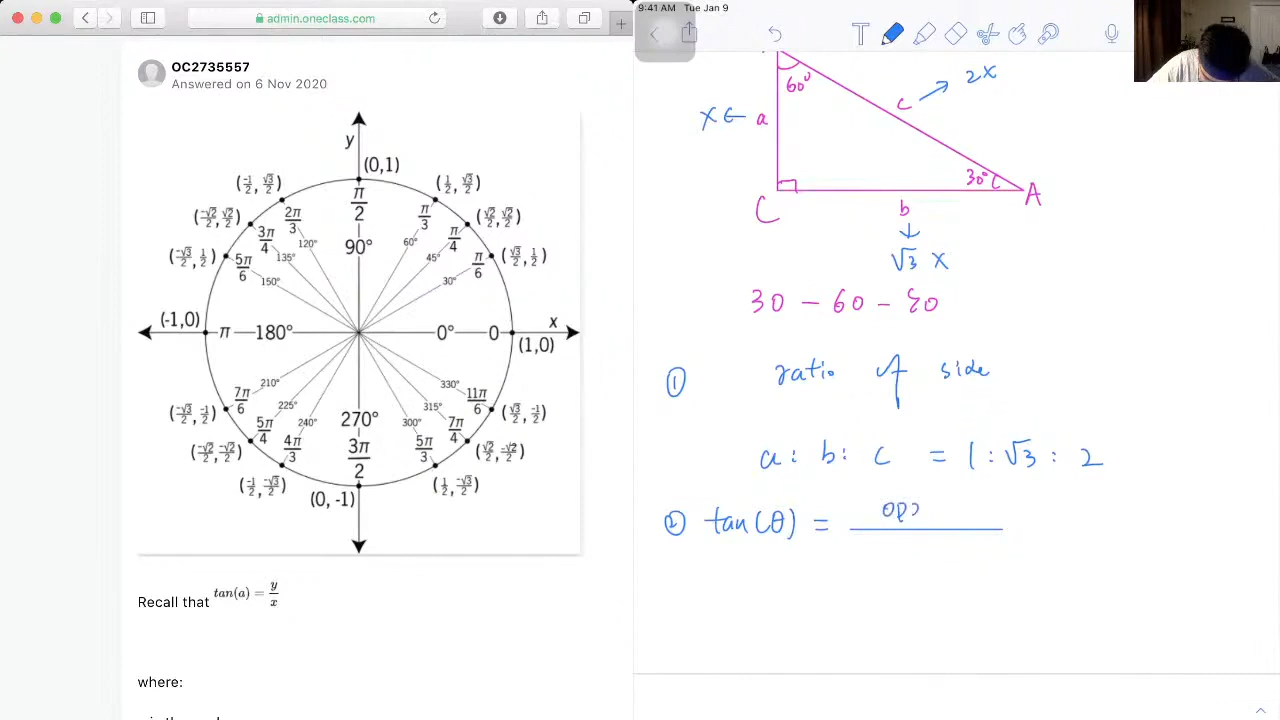 admin.oneclass.com
OC2735557
Answered on 6 Nov 2020
y
(0,1)
(-1/2, √3/2)
(1/2, √3/2)
(-√2/2, √2/2)
2π/3
π/2
π/3
(√2/2, √2/2)
3π/4
120°
90°
60°
π/4
(-√3/2, 1/2)
5π/6
135°
45°
π/6
(√3/2, 1/2)
150°
30°
(-1,0)
π
180°
0°
0
x
(1,0)
210°
330°
7π/6
225°
315°
11π/6
(-√3/2, -1/2)
5π/4
240°
270°
300°
7π/4
(√3/2, -1/2)
(-√2/2, -√2/2)
4π/3
3π/2
5π/3
(√2/2, -√2/2)
(-1/2, -√3/2)
(0, -1)
(1/2, -√3/2)
Recall that tan(a) = y/x
where:
9:41 AM Tue Jan 9
T
60°
c → 2x
x ← a
30°
C
b
A
↓
√3 x
30 - 60 - 90
① ratio of side
a : b : c = 1 : √3 : 2
② tan(θ) = op